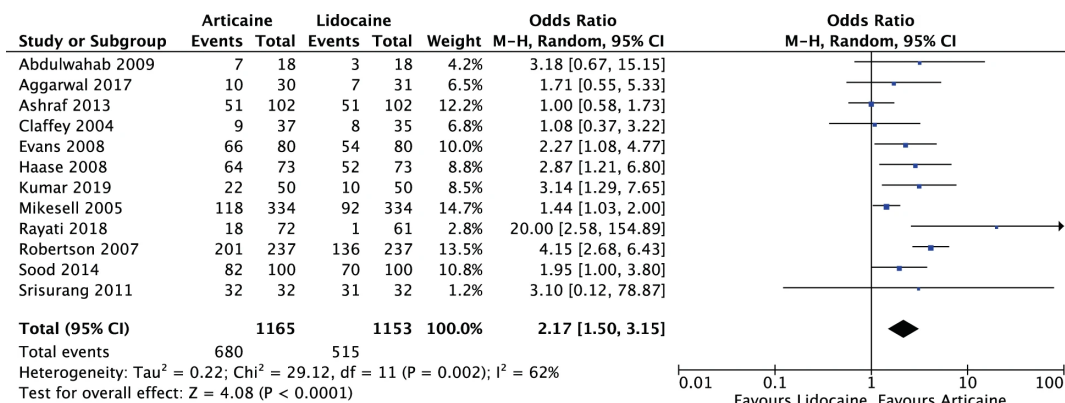 Articaine Lidocaine Odds Ratio Odds Ratio
Study or Subgroup Events Total Events Total Weight M-H, Random, 95% CI M-H, Random, 95% CI
Abdulwahab 2009 7 18 3 18 4.2% 3.18 [0.67, 15.15]
Aggarwal 2017 10 30 7 31 6.5% 1.71 [0.55, 5.33]
Ashraf 2013 51 102 51 102 12.2% 1.00 [0.58, 1.73]
Claffey 2004 9 37 8 35 6.8% 1.08 [0.37, 3.22]
Evans 2008 66 80 54 80 10.0% 2.27 [1.08, 4.77]
Haase 2008 64 73 52 73 8.8% 2.87 [1.21, 6.80]
Kumar 2019 22 50 10 50 8.5% 3.14 [1.29, 7.65]
Mikesell 2005 118 334 92 334 14.7% 1.44 [1.03, 2.00]
Rayati 2018 18 72 1 61 2.8% 20.00 [2.58, 154.89]
Robertson 2007 201 237 136 237 13.5% 4.15 [2.68, 6.43]
Sood 2014 82 100 70 100 10.8% 1.95 [1.00, 3.80]
Srisurang 2011 32 32 31 32 1.2% 3.10 [0.12, 78.87]
Total (95% CI) 1165 1153 100.0% 2.17 [1.50, 3.15]
Total events 680 515
Heterogeneity: Tau² = 0.22; Chi² = 29.12, df = 11 (P = 0.002); I² = 62%
Test for overall effect: Z = 4.08 (P < 0.0001)
0.01 0.1 1 10 100
Favours Lidocaine Favours Articaine